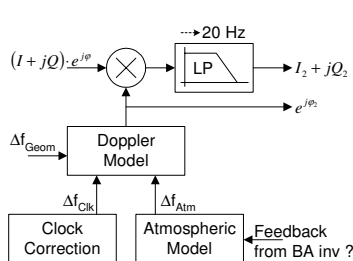 --→20 Hz
(I + jQ)·e^{jφ}
LP
I₂ + jQ₂
e^{jφ₂}
Δf_Geom
Doppler
Model
Δf_Clk
Δf_Atm
Clock
Correction
Atmospheric
Model
Feedback
from BA inv ?